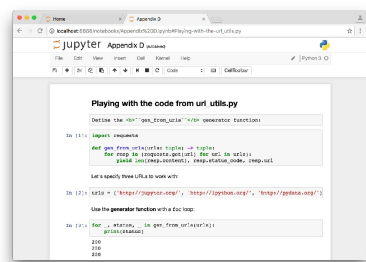 Home
Appendix D
localhost:8888/notebooks/Appendix%20D.ipynb#Playing-with-the-code-from-url_utils.py
jupyter Appendix D (autosaved)
File Edit View Insert Cell Kernel Help
Python 3
Code
CellToolbar
Playing with the code from url_utils.py
Define the <b>``gen_from_urls``</b> generator function:
In [1]: import requests
def gen_from_urls(urls: tuple) -> tuple:
for resp in (requests.get(url) for url in urls):
yield len(resp.content), resp.status_code, resp.url
Let's specify three URLs to work with:
In [2]: urls = ('http://jupyter.org/', 'http://ipython.org/', 'http://pydata.org/')
Use the generator function with a for loop:
In [3]: for _, status, _ in gen_from_urls(urls):
print(status)
200
200
200